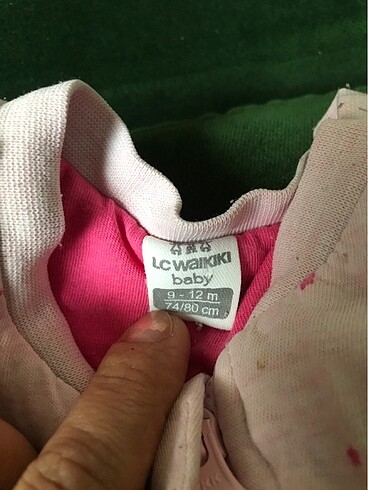 LC WAIKIKI
baby
9 - 12 m
74/80 cm